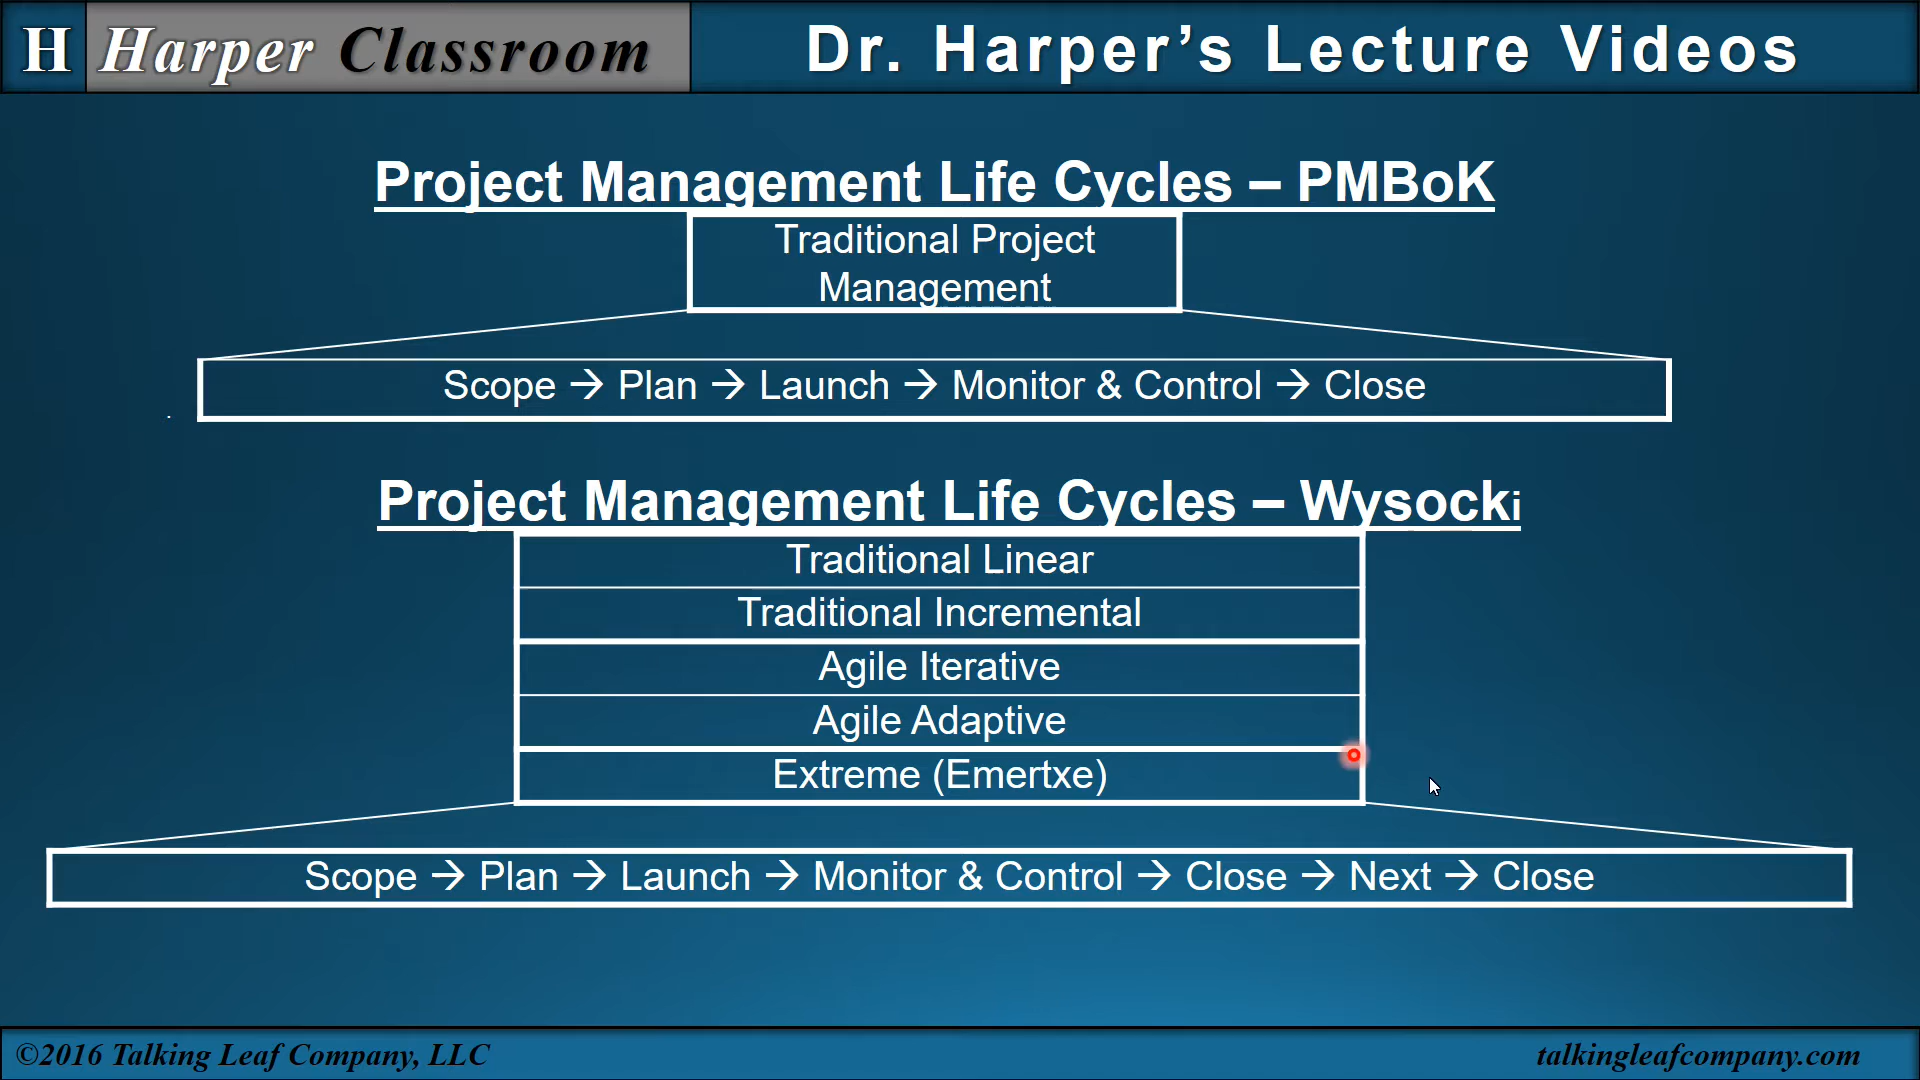 H Harper Classroom Dr. Harper’s Lecture Videos
Project Management Life Cycles – PMBoK
Traditional Project
Management
Scope → Plan → Launch → Monitor & Control → Close
Project Management Life Cycles – Wysocki
Traditional Linear
Traditional Incremental
Agile Iterative
Agile Adaptive
Extreme (Emertxe)
Scope → Plan → Launch → Monitor & Control → Close → Next → Close
©2016 Talking Leaf Company, LLC talkingleafcompany.com